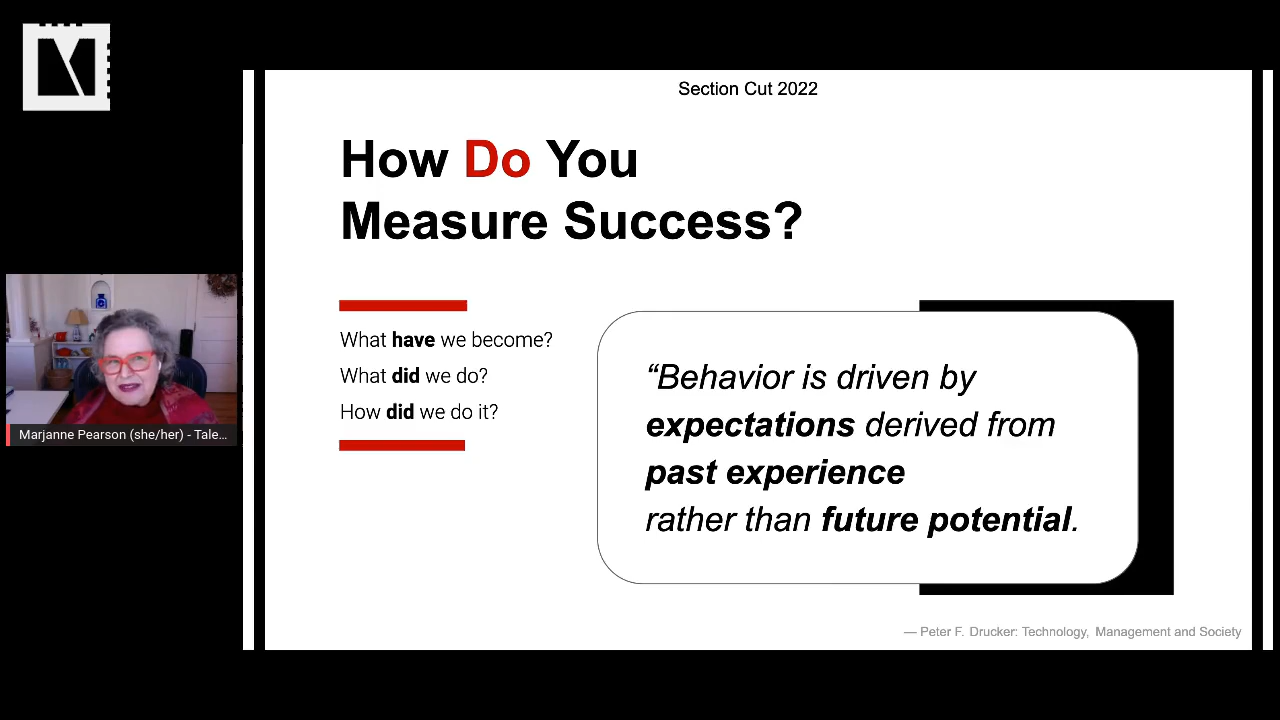 Section Cut 2022
How Do You
Measure Success?
What have we become?
What did we do?
How did we do it?
“Behavior is driven by
expectations derived from
past experience
rather than future potential.
— Peter F. Drucker: Technology, Management and Society
Marjanne Pearson (she/her) - Tale...